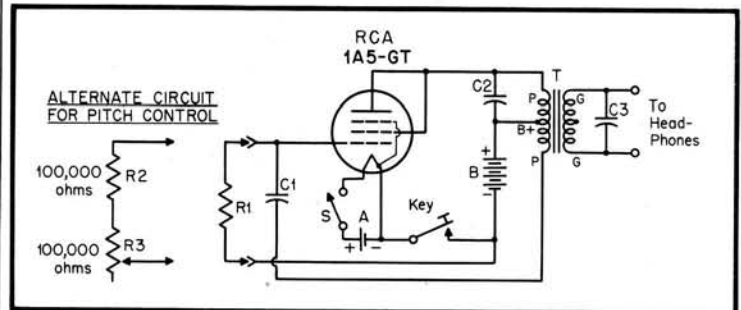 RCA
1A5-GT
ALTERNATE CIRCUIT
FOR PITCH CONTROL
100,000
ohms
R2
100,000
ohms
R3
R1
C1
S
A
+
-
Key
C2
+
B
-
P
B+
P
T
G
G
C3
To
Head-
Phones